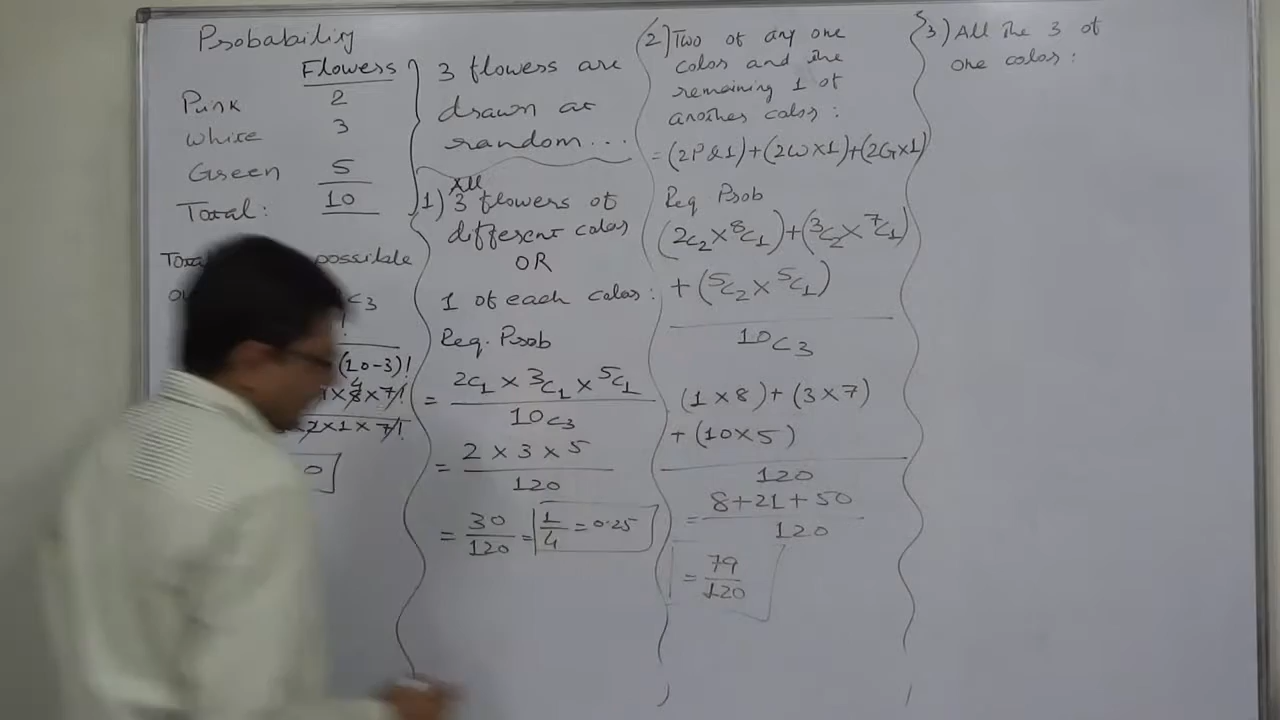 Probability
Flowers
Pink 2
White 3
Green 5
Total: 10
Total possible
C3
!
(10-3)!
×8×7!
×2×1×7!
0
3 flowers are
drawn at
random...
1) All 3 flowers of
different color
OR
1 of each color:
Req. Prob
= 2C1 × 3C1 × 5C1
10C3
= 2 × 3 × 5
120
= 30/120 = 1/4 = 0.25
(2) Two of any one
color and the
remaining 1 of
another color:
= (2P&1)+(2W×1)+(2G×1)
Req Prob
(2C2×8C1)+(3C2×7C1)
+(5C2×5C1)
10C3
(1×8)+(3×7)
+(10×5)
120
= 8+21+50
120
= 79/120
3) All the 3 of
one color: